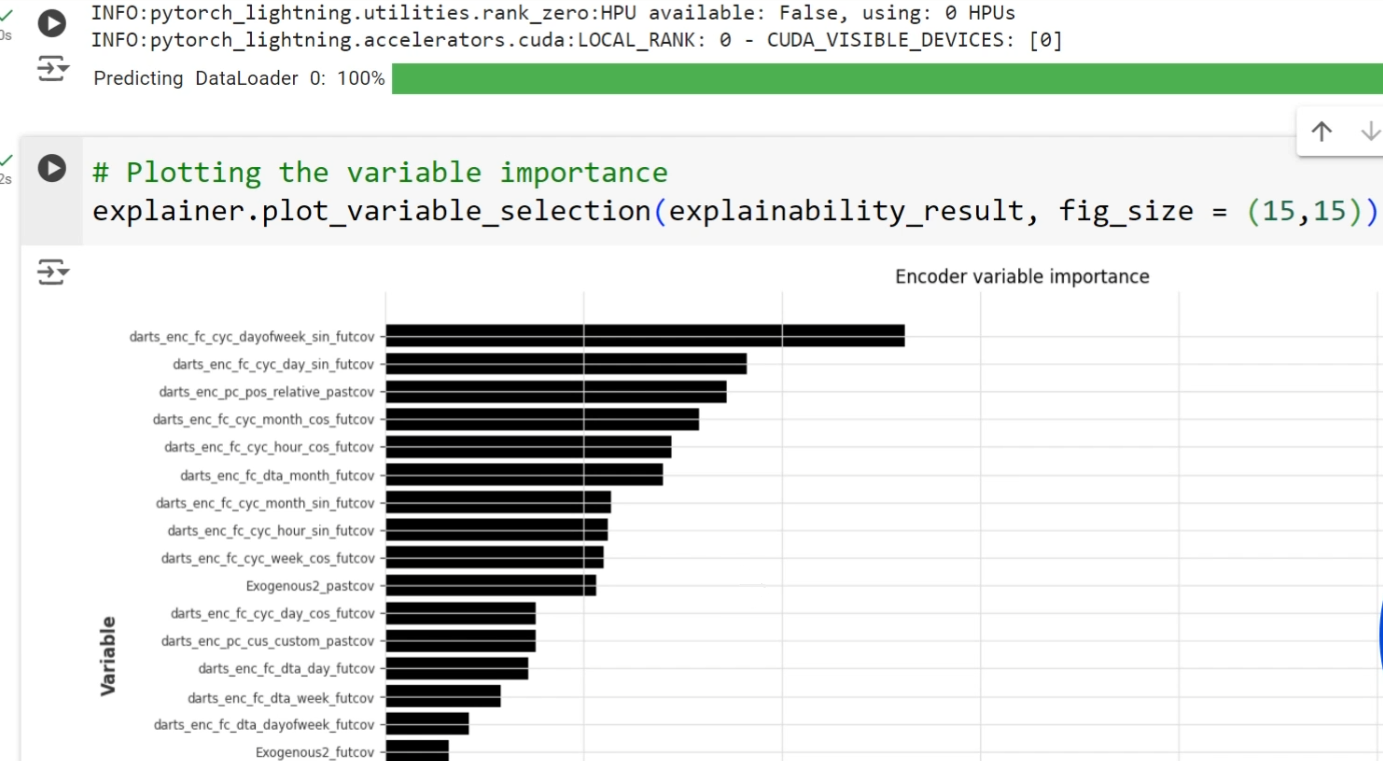 INFO:pytorch_lightning.utilities.rank_zero:HPU available: False, using: 0 HPUs
0s
INFO:pytorch_lightning.accelerators.cuda:LOCAL_RANK: 0 - CUDA_VISIBLE_DEVICES: [0]
Predicting DataLoader 0: 100%
2s
# Plotting the variable importance
explainer.plot_variable_selection(explainability_result, fig_size = (15,15))
Encoder variable importance
darts_enc_fc_cyc_dayofweek_sin_futcov
darts_enc_fc_cyc_day_sin_futcov
darts_enc_pc_pos_relative_pastcov
darts_enc_fc_cyc_month_cos_futcov
darts_enc_fc_cyc_hour_cos_futcov
darts_enc_fc_dta_month_futcov
darts_enc_fc_cyc_month_sin_futcov
darts_enc_fc_cyc_hour_sin_futcov
darts_enc_fc_cyc_week_cos_futcov
Exogenous2_pastcov
darts_enc_fc_cyc_day_cos_futcov
darts_enc_pc_cus_custom_pastcov
darts_enc_fc_dta_day_futcov
darts_enc_fc_dta_week_futcov
darts_enc_fc_dta_dayofweek_futcov
Exogenous2_futcov
Variable